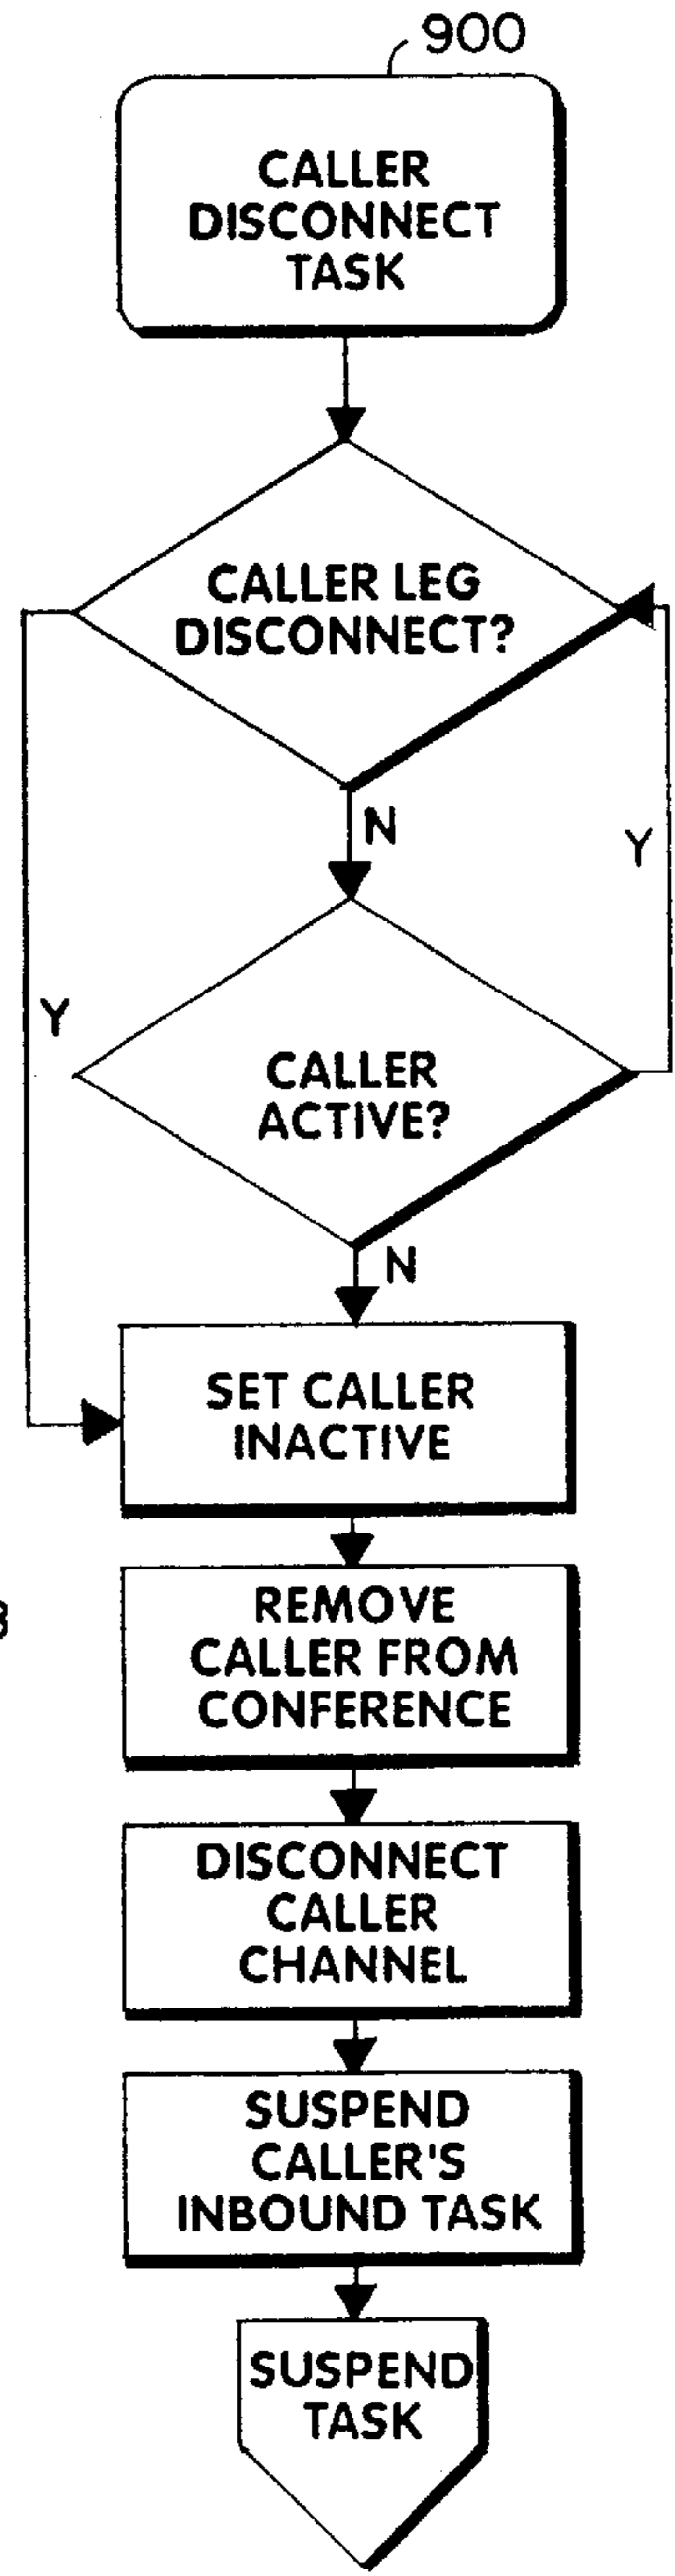 900
CALLER
DISCONNECT
TASK
CALLER LEG
DISCONNECT?
N
Y
Y
CALLER
ACTIVE?
N
SET CALLER
INACTIVE
REMOVE
CALLER FROM
CONFERENCE
DISCONNECT
CALLER
CHANNEL
SUSPEND
CALLER'S
INBOUND TASK
SUSPEND
TASK